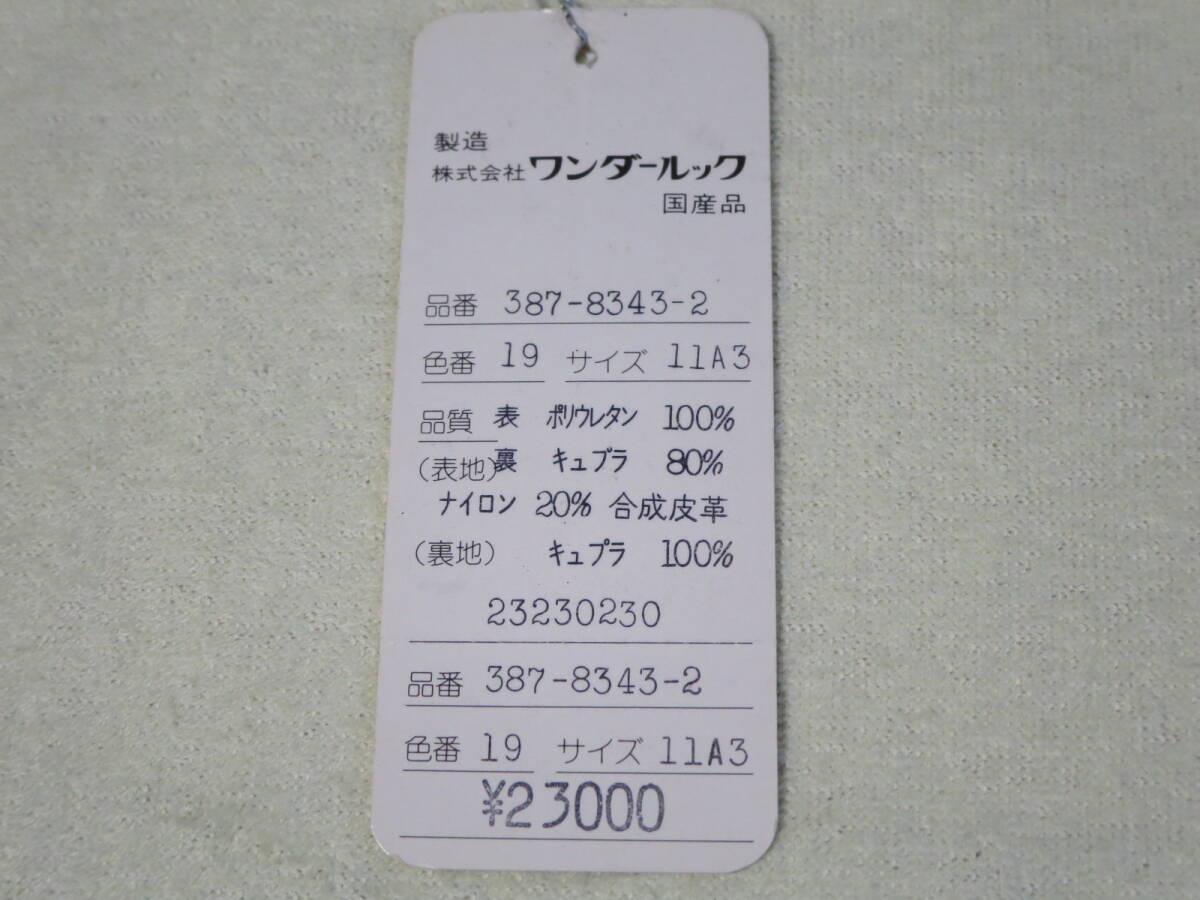 製造
株式会社 ワンダールック
国産品
品番 387-8343-2
色番 19 サイズ 11A3
品質 表 ポリウレタン 100%
(表地) 裏 キュプラ 80%
ナイロン 20% 合成皮革
(裏地) キュプラ 100%
23230230
品番 387-8343-2
色番 19 サイズ 11A3
¥23000